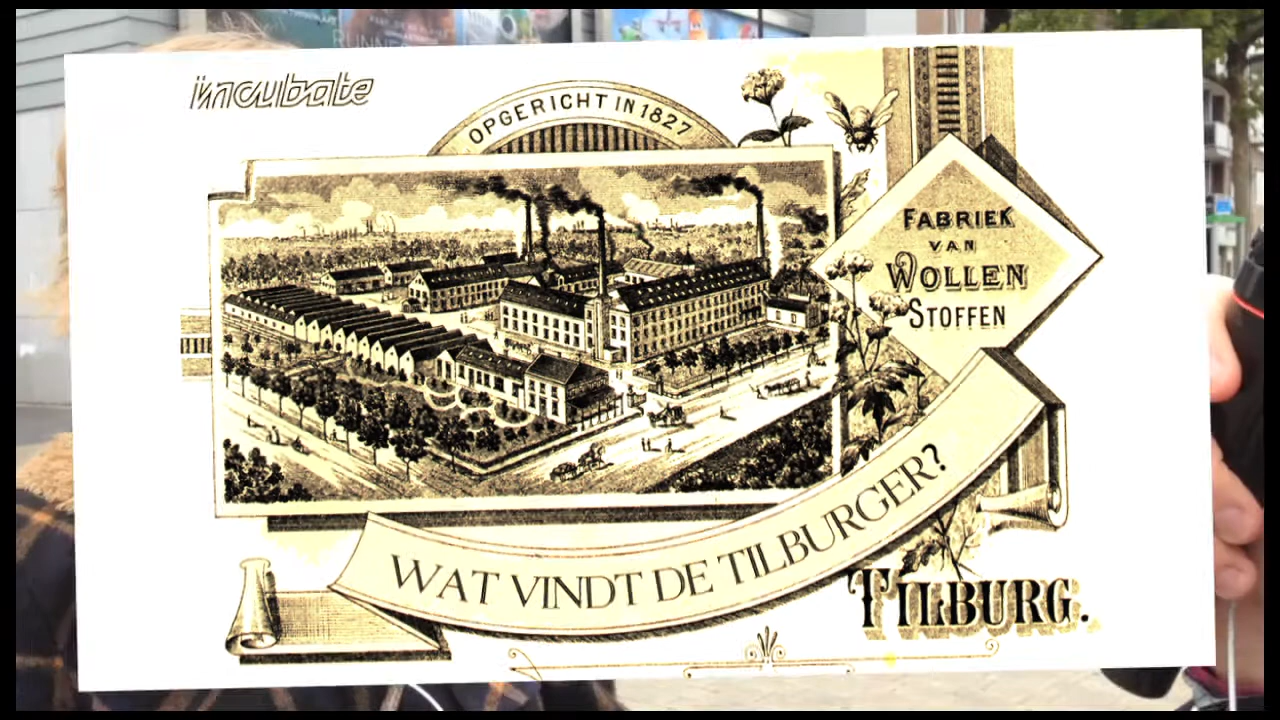 incubate
OPGERICHT IN 1827
FABRIEK
VAN
WOLLEN
STOFFEN
WAT VINDT DE TILBURGER?
TILBURG.